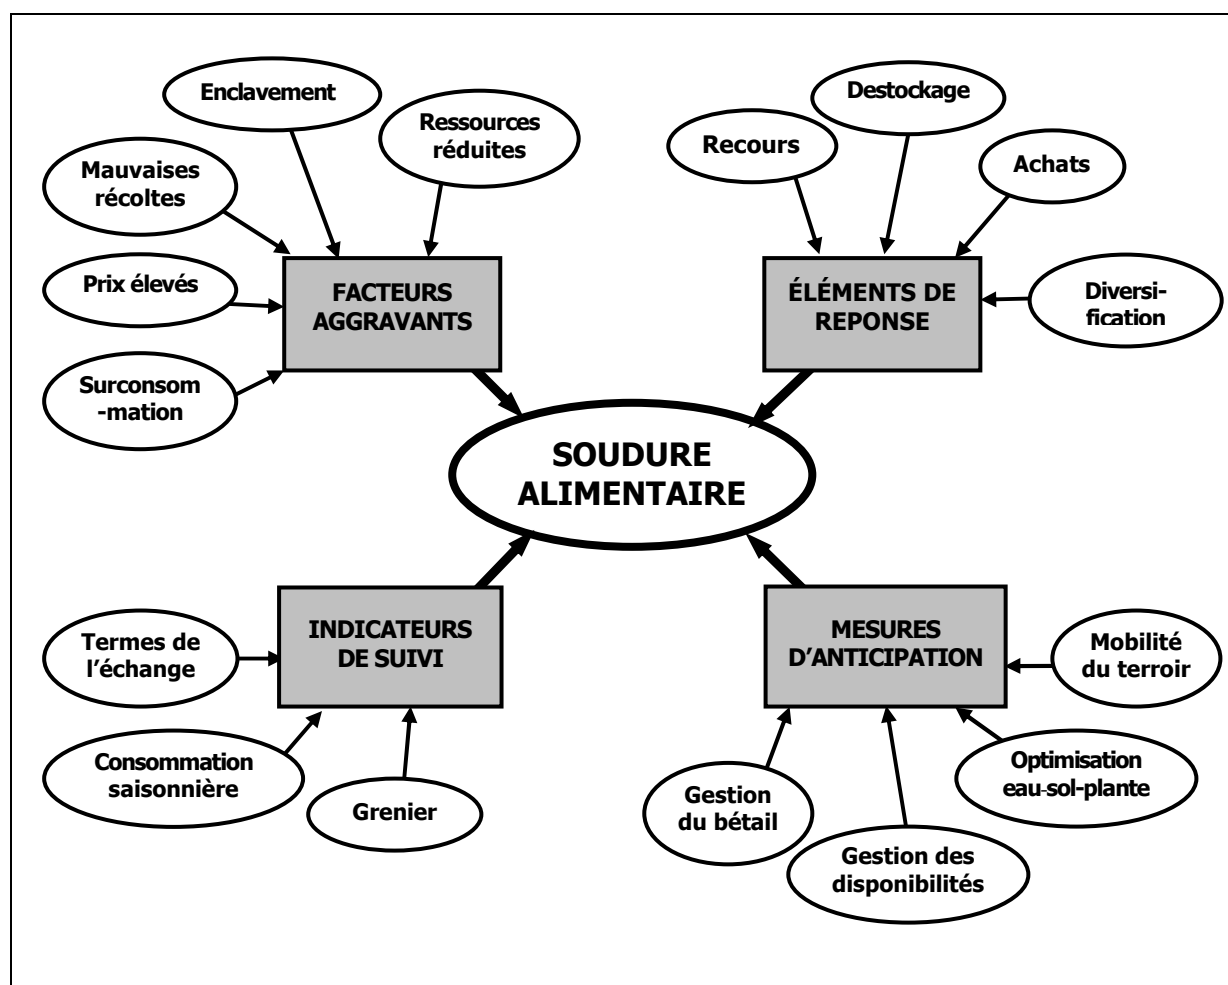 Enclavement
Ressources
réduites
Mauvaises
récoltes
Prix élevés
Surconsom
-mation
FACTEURS
AGGRAVANTS
Destockage
Recours
Achats
Diversi-
fication
ÉLÉMENTS DE
REPONSE
SOUDURE
ALIMENTAIRE
INDICATEURS
DE SUIVI
Termes de
l’échange
Consommation
saisonnière
Grenier
MESURES
D’ANTICIPATION
Mobilité
du terroir
Optimisation
eau-sol-plante
Gestion
du bétail
Gestion des
disponibilités